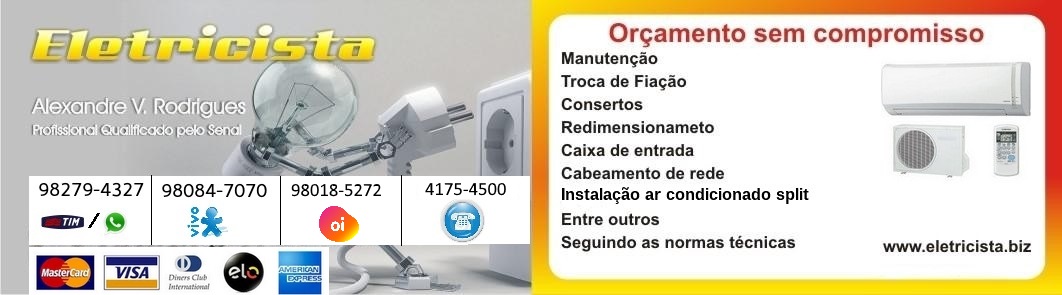 Eletricista
Alexandre V. Rodrigues
Profissional Qualificado pelo Senai
98279-4327
98084-7070
98018-5272
4175-4500
TIM /
vivo
oi
MasterCard
VISA
Diners Club
International
elo
AMERICAN
EXPRESS
Orçamento sem compromisso
Manutenção
Troca de Fiação
Consertos
Redimensionameto
Caixa de entrada
Cabeamento de rede
Instalação ar condicionado split
Entre outros
Seguindo as normas técnicas
www.eletricista.biz